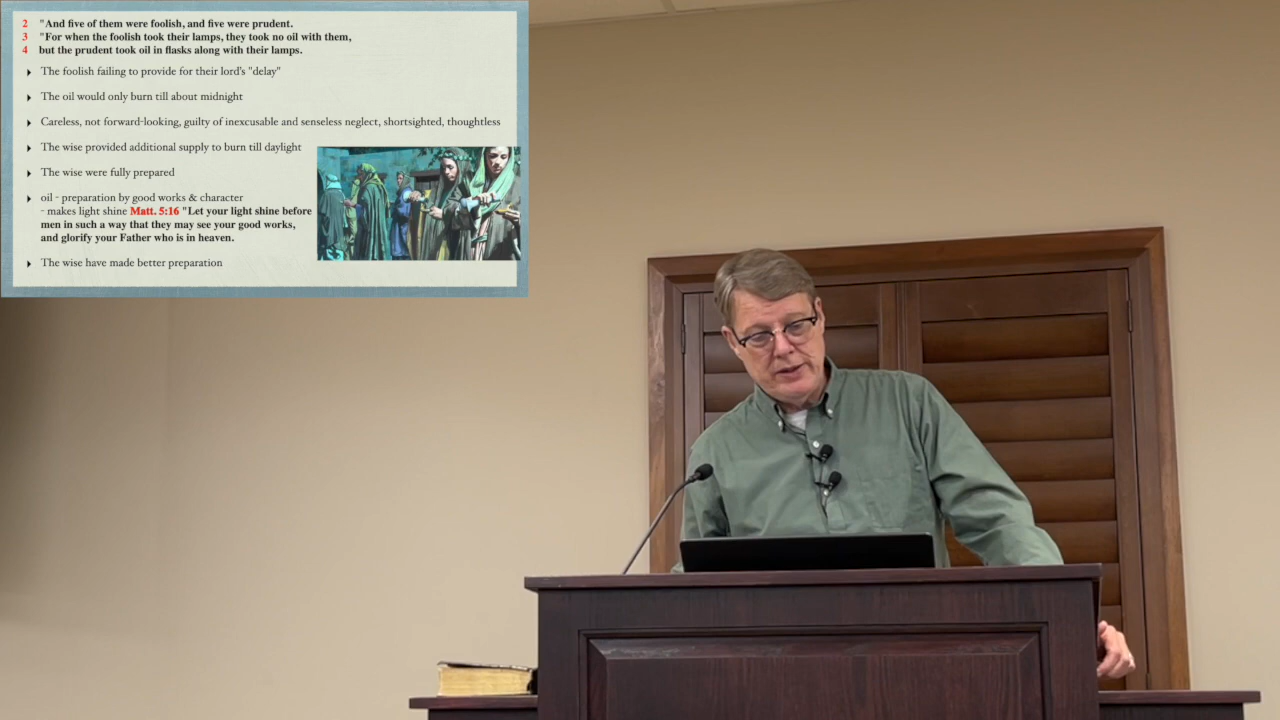 2 "And five of them were foolish, and five were prudent.
3 "For when the foolish took their lamps, they took no oil with them,
4 but the prudent took oil in flasks along with their lamps.
The foolish failing to provide for their lord's "delay"
The oil would only burn till about midnight
Careless, not forward-looking, guilty of inexcusable and senseless neglect, shortsighted, thoughtless
The wise provided additional supply to burn till daylight
The wise were fully prepared
oil - preparation by good works & character
- makes light shine Matt. 5:16 "Let your light shine before
men in such a way that they may see your good works,
and glorify your Father who is in heaven.
The wise have made better preparation